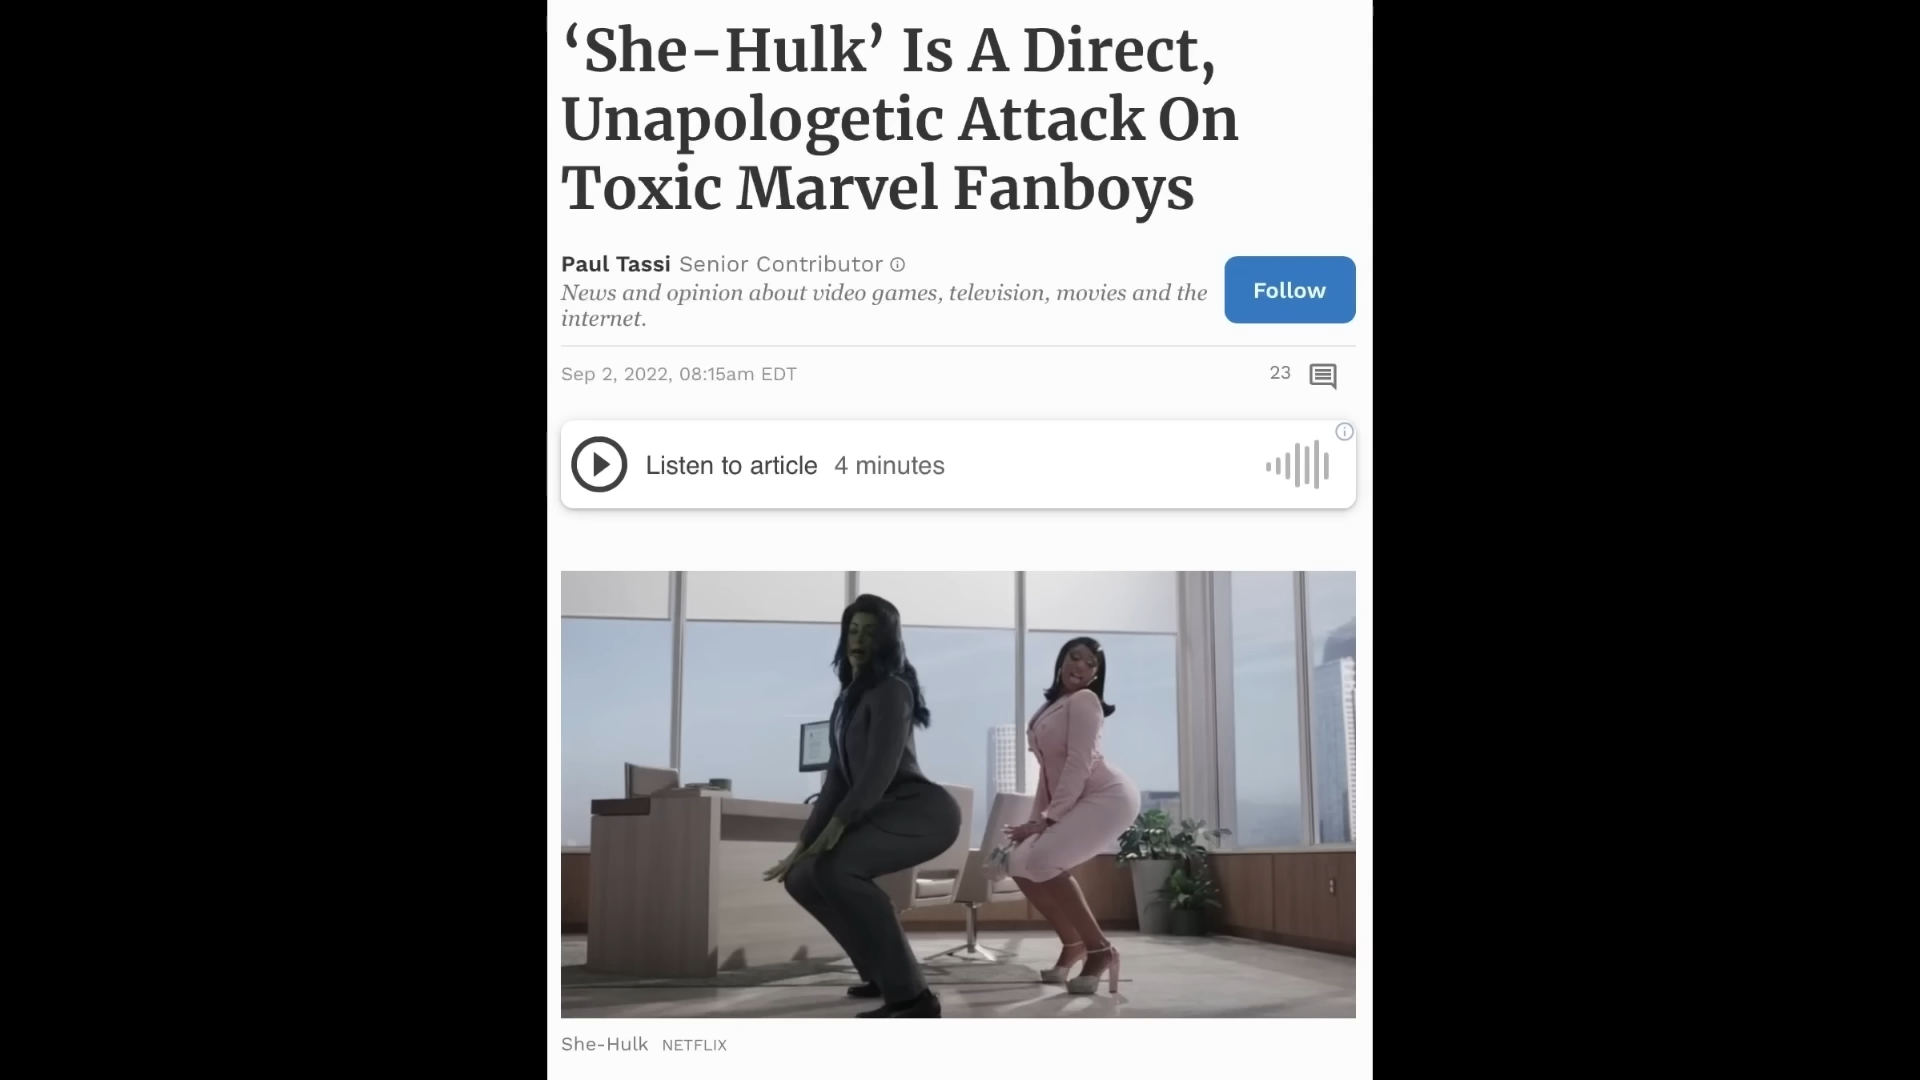 ‘She-Hulk’ Is A Direct,
Unapologetic Attack On
Toxic Marvel Fanboys
Paul Tassi Senior Contributor
News and opinion about video games, television, movies and the
internet.
Follow
Sep 2, 2022, 08:15am EDT
23
Listen to article 4 minutes
She-Hulk NETFLIX